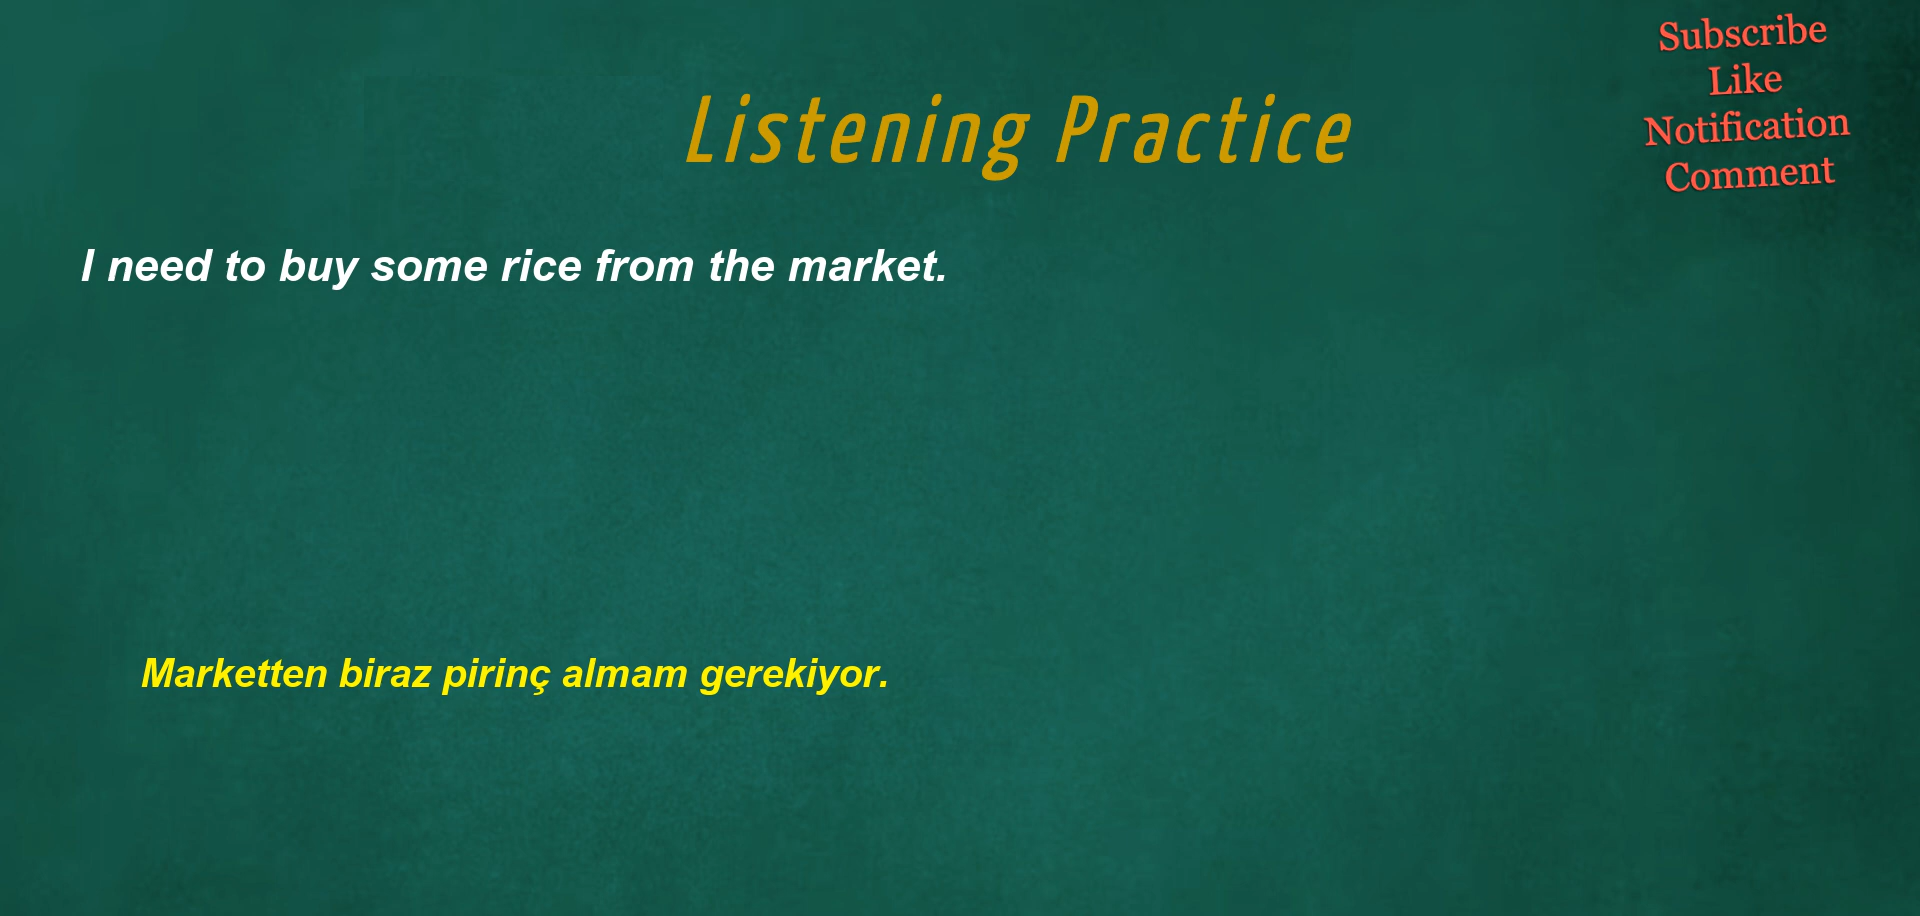 Listening Practice
Subscribe
Like
Notification
Comment
I need to buy some rice from the market.
Marketten biraz pirinç almam gerekiyor.